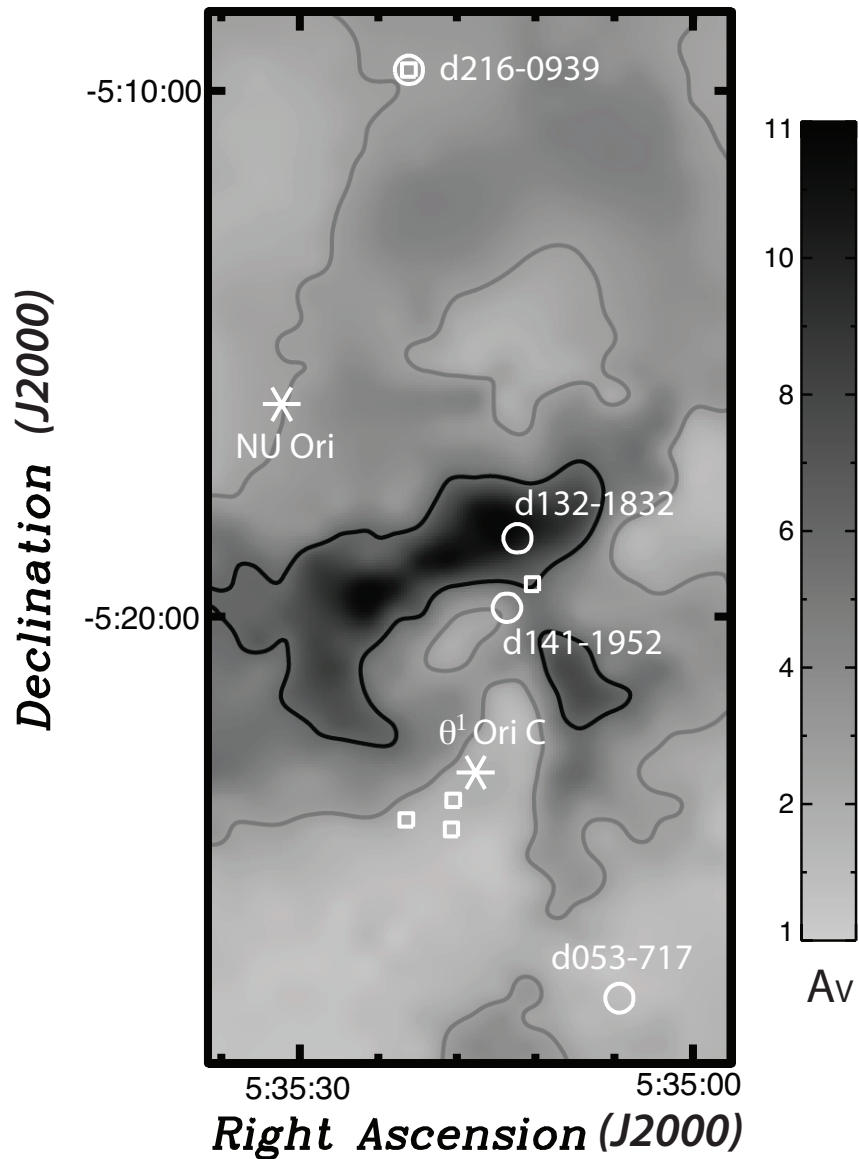 d216-0939
-5:10:00
11
10
8
6
4
2
1
Av
Declination (J2000)
NU Ori
d132-1832
-5:20:00
d141-1952
θ¹ Ori C
d053-717
5:35:30
5:35:00
Right Ascension (J2000)